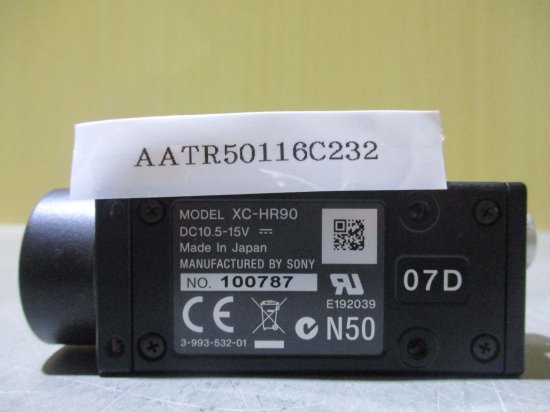 AATR50116C232
MODEL XC-HR90
DC10.5-15V ⎓
Made In Japan
MANUFACTURED BY SONY
NO. 100787
E192039
07D
CE
N50
3-993-532-01